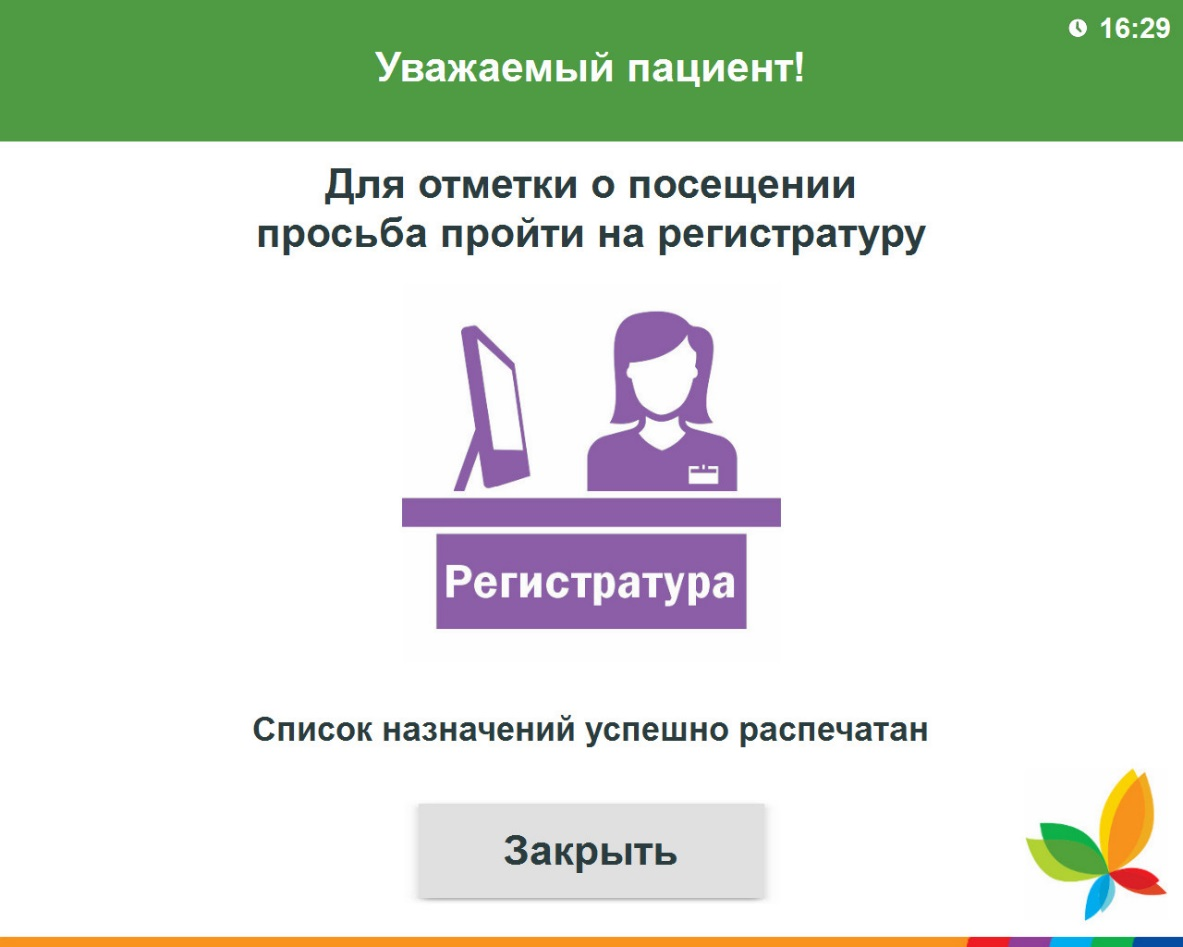 16:29
Уважаемый пациент!
Для отметки о посещении
просьба пройти на регистратуру
Регистратура
Список назначений успешно распечатан
Закрыть